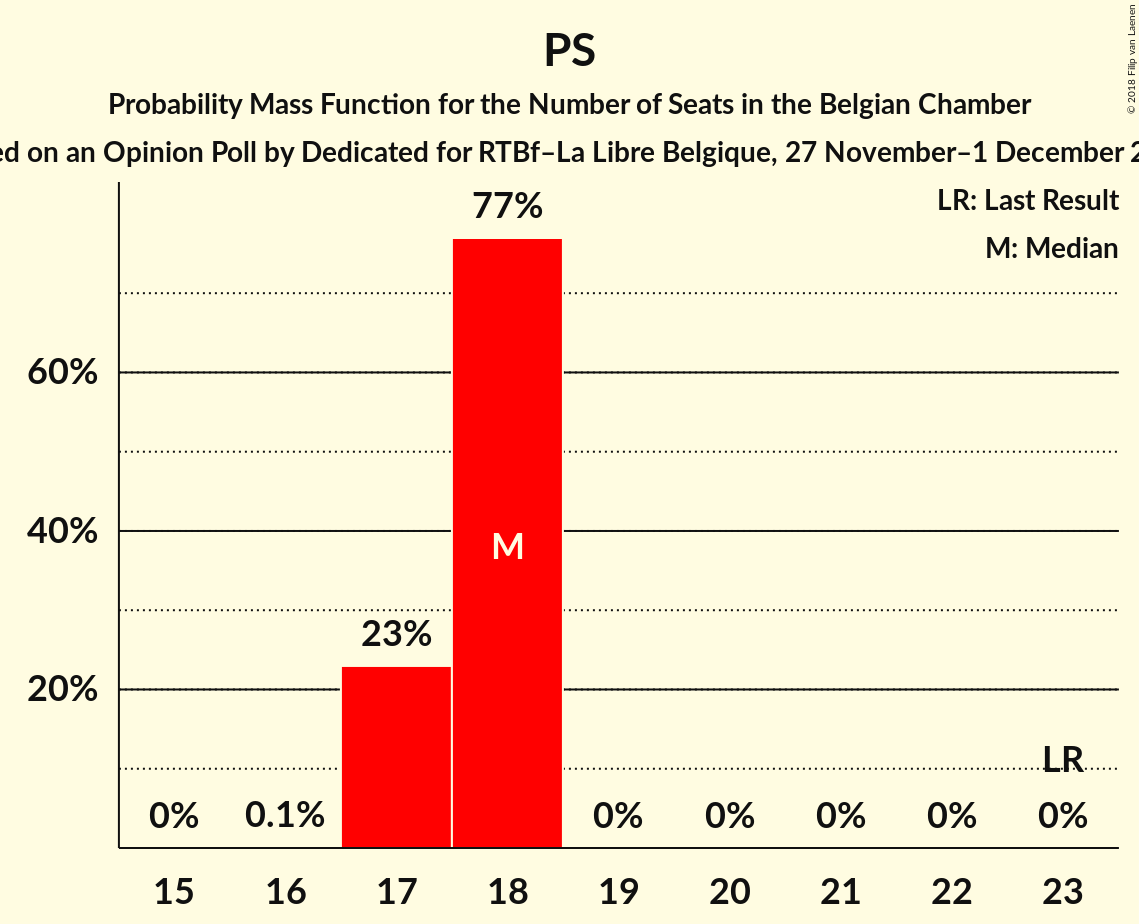 PS
Probability Mass Function for the Number of Seats in the Belgian Chamber
on an Opinion Poll by Dedicated for RTBf–La Libre Belgique, 27 November–1 December
© 2018 Filip van Laenen
LR: Last Result
M: Median
77%
60%
M
40%
23%
20%
LR
0%
0.1%
0%
0%
0%
0%
0%
15 16 17 18 19 20 21 22 23